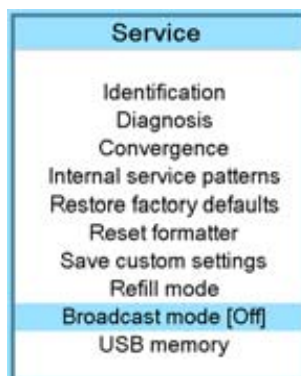 Service
Identification
Diagnosis
Convergence
Internal service patterns
Restore factory defaults
Reset formatter
Save custom settings
Refill mode
Broadcast mode [Off]
USB memory